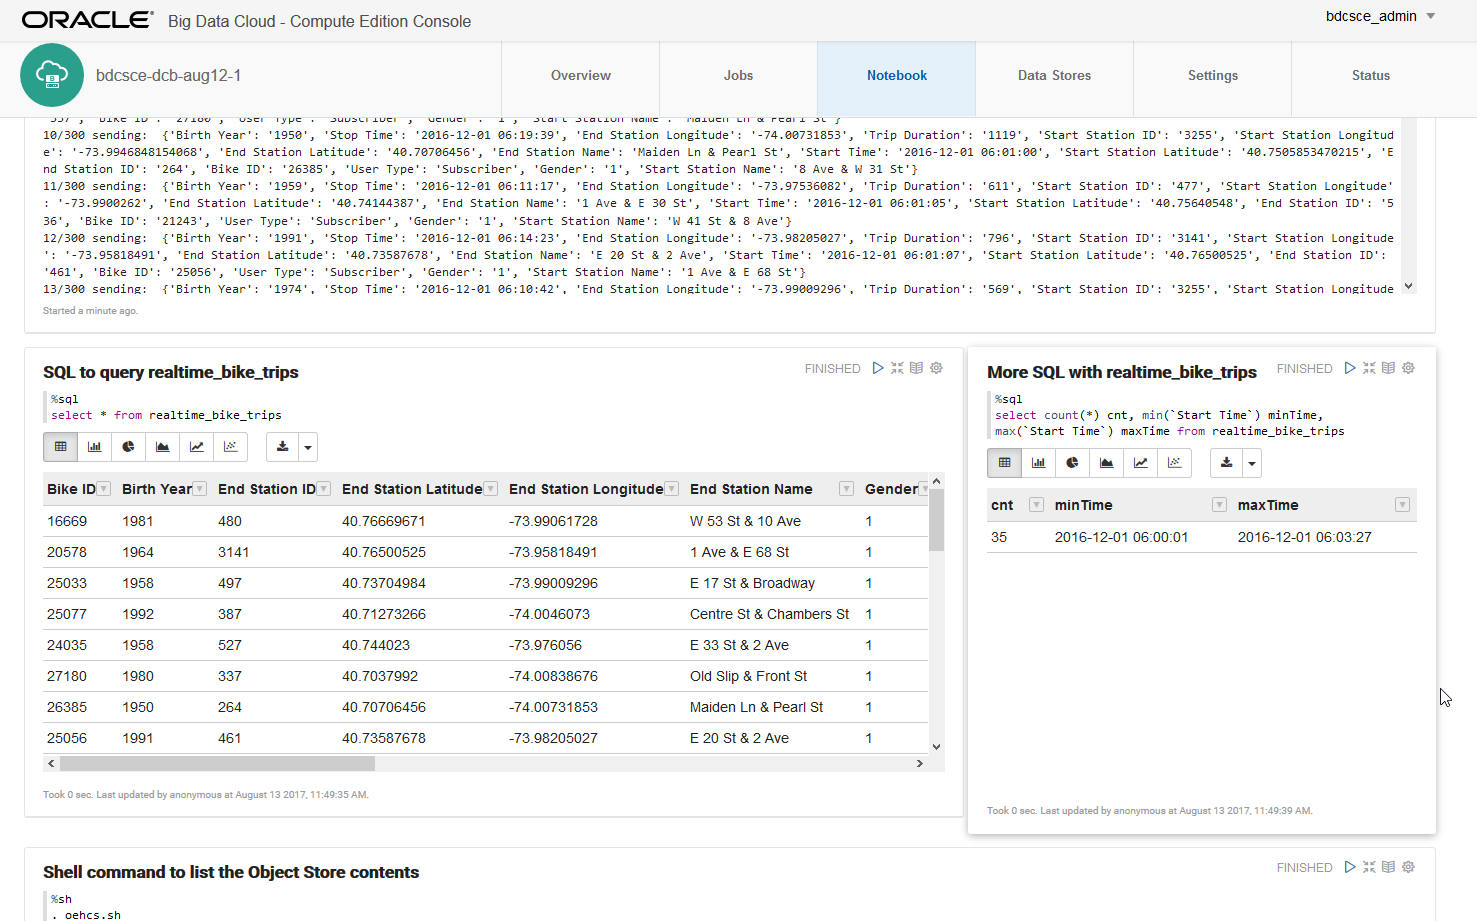 ORACLE® Big Data Cloud - Compute Edition Console
bdcsce_admin
bdcsce-dcb-aug12-1
Overview
Jobs
Notebook
Data Stores
Settings
Status
'337', 'Bike ID': '27180', 'User Type': 'Subscriber', 'Gender': '1', 'Start Station Name': 'Maiden Ln & Pearl St'}
10/300 sending:  {'Birth Year': '1950', 'Stop Time': '2016-12-01 06:19:39', 'End Station Longitude': '-74.00731853', 'Trip Duration': '1119', 'Start Station ID': '3255', 'Start Station Longitud
e': '-73.9946848154068', 'End Station Latitude': '40.70706456', 'End Station Name': 'Maiden Ln & Pearl St', 'Start Time': '2016-12-01 06:01:00', 'Start Station Latitude': '40.7505853470215', 'E
nd Station ID': '264', 'Bike ID': '26385', 'User Type': 'Subscriber', 'Gender': '1', 'Start Station Name': '8 Ave & W 31 St'}
11/300 sending:  {'Birth Year': '1959', 'Stop Time': '2016-12-01 06:11:17', 'End Station Longitude': '-73.97536082', 'Trip Duration': '611', 'Start Station ID': '477', 'Start Station Longitude'
: '-73.9900262', 'End Station Latitude': '40.74144387', 'End Station Name': '1 Ave & E 30 St', 'Start Time': '2016-12-01 06:01:05', 'Start Station Latitude': '40.75640548', 'End Station ID': '5
36', 'Bike ID': '21243', 'User Type': 'Subscriber', 'Gender': '1', 'Start Station Name': 'W 41 St & 8 Ave'}
12/300 sending:  {'Birth Year': '1991', 'Stop Time': '2016-12-01 06:14:23', 'End Station Longitude': '-73.98205027', 'Trip Duration': '796', 'Start Station ID': '3141', 'Start Station Longitude
': '-73.95818491', 'End Station Latitude': '40.73587678', 'End Station Name': 'E 20 St & 2 Ave', 'Start Time': '2016-12-01 06:01:07', 'Start Station Latitude': '40.76500525', 'End Station ID':
'461', 'Bike ID': '25056', 'User Type': 'Subscriber', 'Gender': '1', 'Start Station Name': '1 Ave & E 68 St'}
13/300 sending:  {'Birth Year': '1974', 'Stop Time': '2016-12-01 06:10:42', 'End Station Longitude': '-73.99009296', 'Trip Duration': '569', 'Start Station ID': '3255', 'Start Station Longitude
Started a minute ago.
SQL to query realtime_bike_trips
FINISHED
%sql
select * from realtime_bike_trips
Bike ID Birth Year End Station ID End Station Latitude End Station Longitude End Station Name Gender
16669 1981 480 40.76669671 -73.99061728 W 53 St & 10 Ave 1
20578 1964 3141 40.76500525 -73.95818491 1 Ave & E 68 St 1
25033 1958 497 40.73704984 -73.99009296 E 17 St & Broadway 1
25077 1992 387 40.71273266 -74.0046073 Centre St & Chambers St 1
24035 1958 527 40.744023 -73.976056 E 33 St & 2 Ave 1
27180 1980 337 40.7037992 -74.00838676 Old Slip & Front St 1
26385 1950 264 40.70706456 -74.00731853 Maiden Ln & Pearl St 1
25056 1991 461 40.73587678 -73.98205027 E 20 St & 2 Ave 1
Took 0 sec. Last updated by anonymous at August 13 2017, 11:49:35 AM.
More SQL with realtime_bike_trips
FINISHED
%sql
select count(*) cnt, min(`Start Time`) minTime,
max(`Start Time`) maxTime from realtime_bike_trips
cnt minTime maxTime
35 2016-12-01 06:00:01 2016-12-01 06:03:27
Took 0 sec. Last updated by anonymous at August 13 2017, 11:49:39 AM.
Shell command to list the Object Store contents
FINISHED
%sh
. oehcs.sh